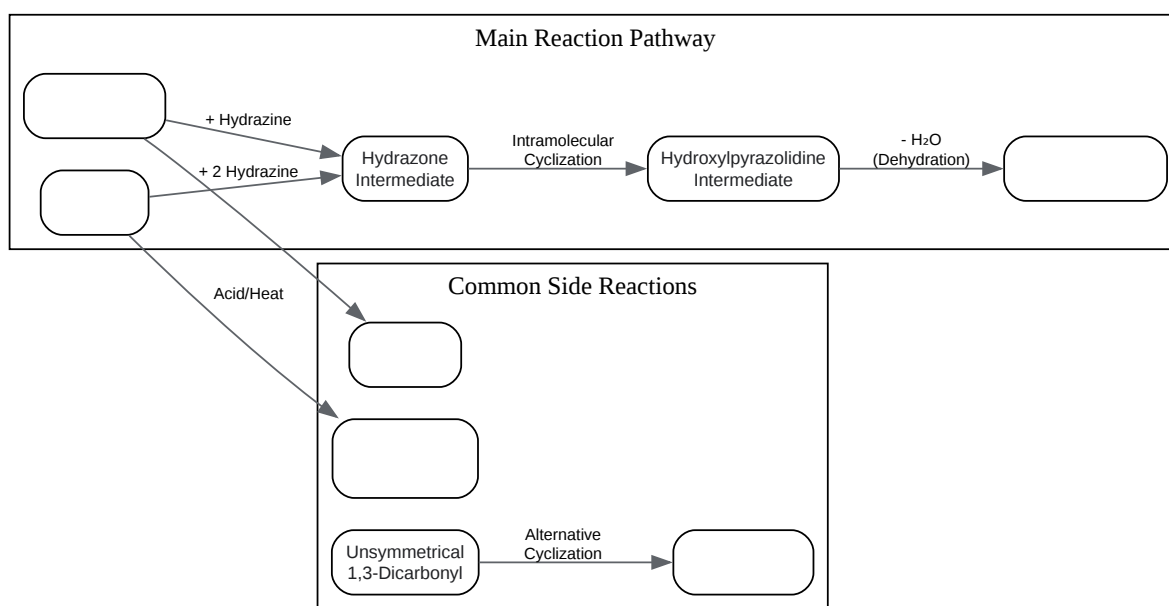 Main Reaction Pathway
+ Hydrazine
+ 2 Hydrazine
Hydrazone
Intermediate
Intramolecular
Cyclization
Hydroxylpyrazolidine
Intermediate
- H₂O
(Dehydration)
Acid/Heat
Common Side Reactions
Unsymmetrical
1,3-Dicarbonyl
Alternative
Cyclization